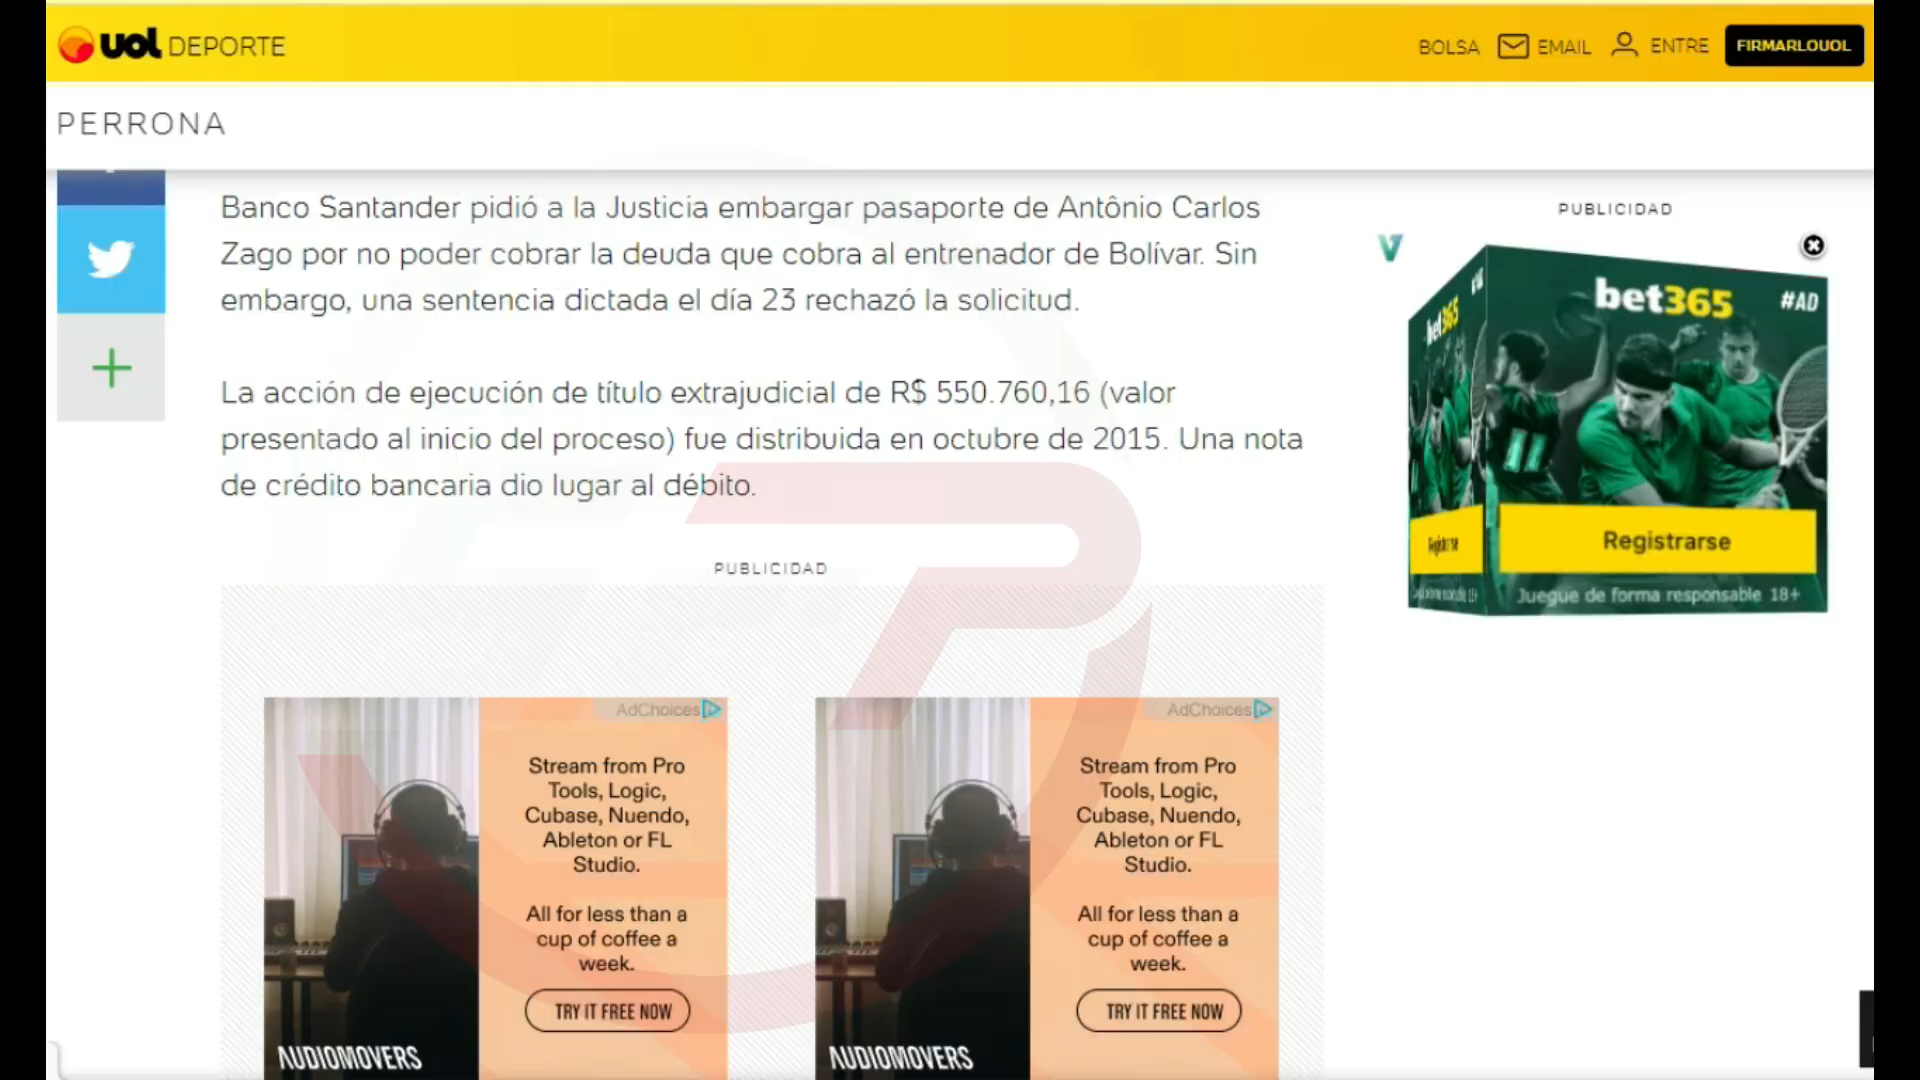 uol DEPORTE
BOLSA
EMAIL
ENTRE
FIRMARLOUOL
PERRONA
Banco Santander pidió a la Justicia embargar pasaporte de Antônio Carlos
Zago por no poder cobrar la deuda que cobra al entrenador de Bolívar. Sin
embargo, una sentencia dictada el día 23 rechazó la solicitud.
La acción de ejecución de título extrajudicial de R$ 550.760,16 (valor
presentado al inicio del proceso) fue distribuida en octubre de 2015. Una nota
de crédito bancaria dio lugar al débito.
PUBLICIDAD
bet365
#AD
bet365
11
Registrarse
Registrarse
Juegue de forma responsable 18+
PUBLICIDAD
AdChoices
Stream from Pro
Tools, Logic,
Cubase, Nuendo,
Ableton or FL
Studio.
All for less than a
cup of coffee a
week.
TRY IT FREE NOW
AUDIOMOVERS
AdChoices
Stream from Pro
Tools, Logic,
Cubase, Nuendo,
Ableton or FL
Studio.
All for less than a
cup of coffee a
week.
TRY IT FREE NOW
AUDIOMOVERS